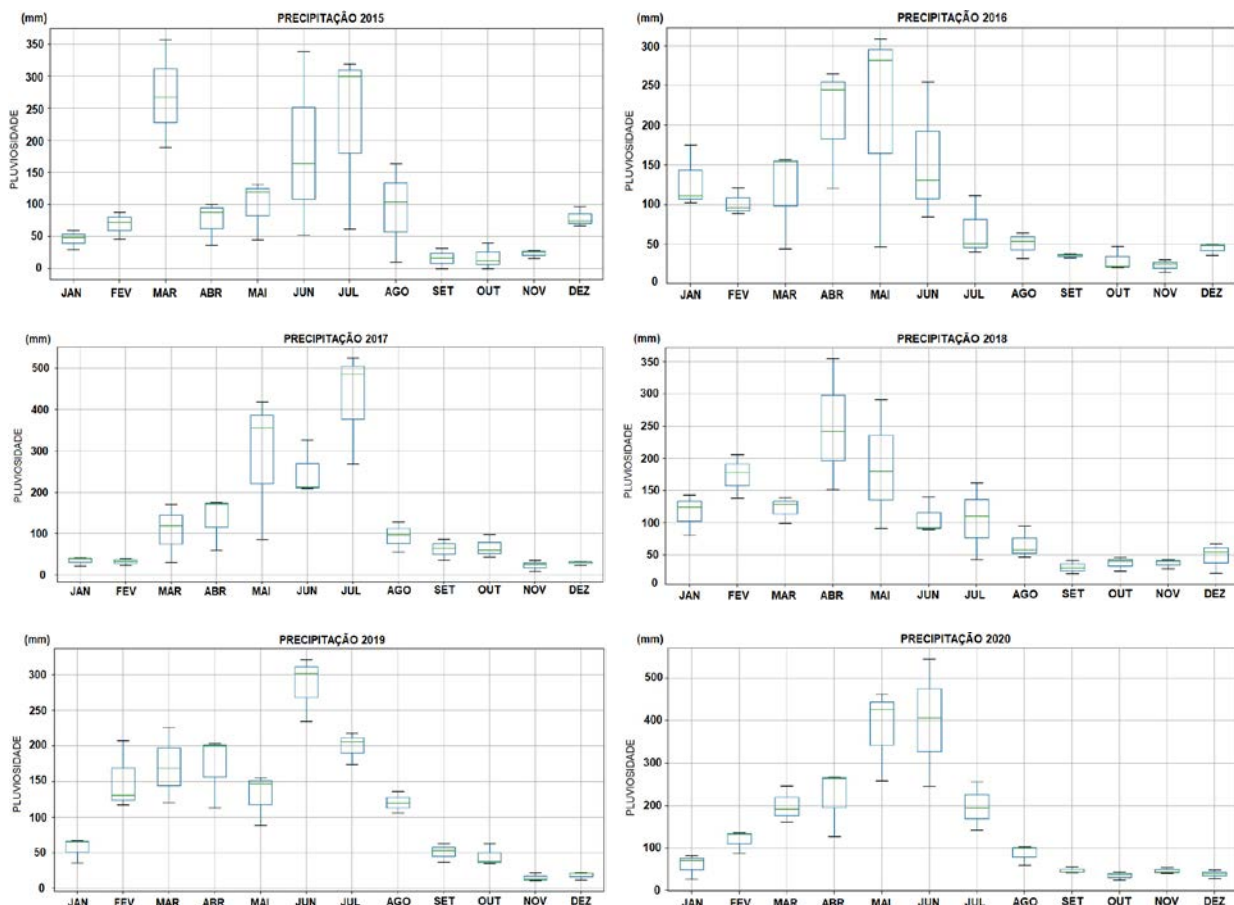 (mm) PRECIPITAÇÃO 2015
PLUVIOSIDADE
350
300
250
200
150
100
50
0
JAN FEV MAR ABR MAI JUN JUL AGO SET OUT NOV DEZ
(mm) PRECIPITAÇÃO 2016
300
250
200
150
100
50
0
JAN FEV MAR ABR MAI JUN JUL AGO SET OUT NOV DEZ
(mm) PRECIPITAÇÃO 2017
PLUVIOSIDADE
500
400
300
200
100
0
JAN FEV MAR ABR MAI JUN JUL AGO SET OUT NOV DEZ
(mm) PRECIPITAÇÃO 2018
350
300
250
200
150
100
50
0
JAN FEV MAR ABR MAI JUN JUL AGO SET OUT NOV DEZ
(mm) PRECIPITAÇÃO 2019
PLUVIOSIDADE
300
250
200
150
100
50
0
JAN FEV MAR ABR MAI JUN JUL AGO SET OUT NOV DEZ
(mm) PRECIPITAÇÃO 2020
500
400
300
200
100
0
JAN FEV MAR ABR MAI JUN JUL AGO SET OUT NOV DEZ